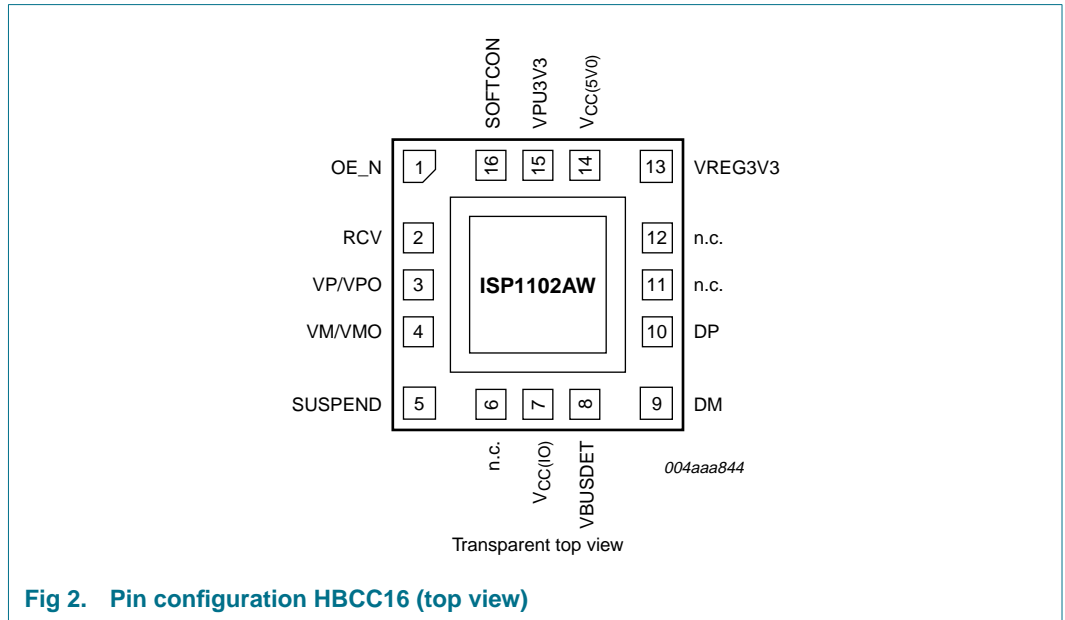 SOFTCON
VPU3V3
VCC(5V0)
OE_N 1 16 15 14 13 VREG3V3
RCV 2 12 n.c.
VP/VPO 3 ISP1102AW 11 n.c.
VM/VMO 4 10 DP
SUSPEND 5 6 7 8 9 DM
n.c.
VCC(IO)
VBUSDET
004aaa844
Transparent top view
Fig 2. Pin configuration HBCC16 (top view)